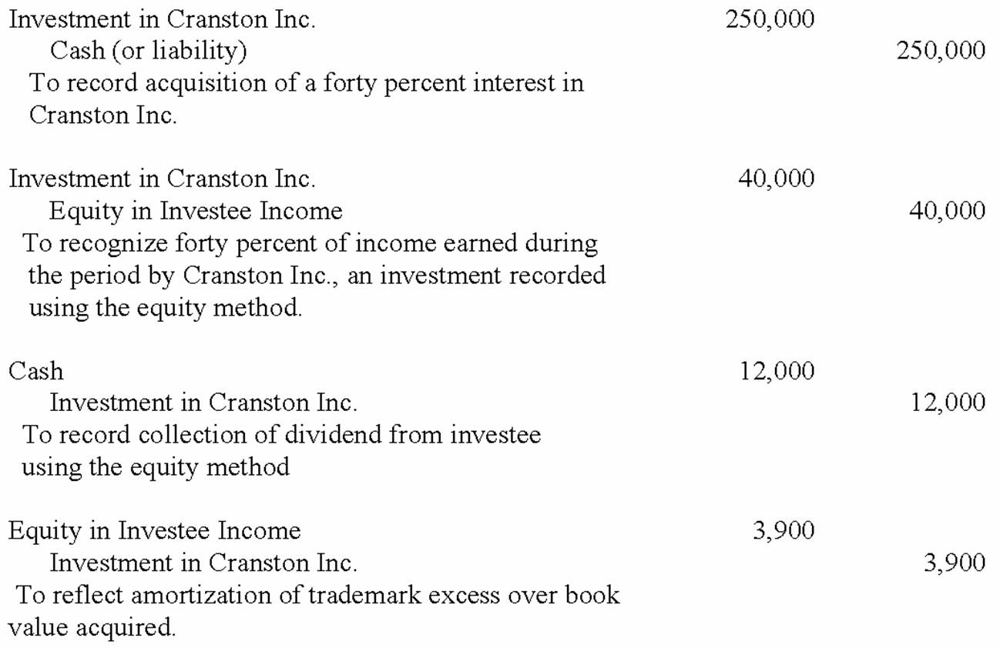 Investment in Cranston Inc. 250,000
Cash (or liability) 250,000
To record acquisition of a forty percent interest in
Cranston Inc.
Investment in Cranston Inc. 40,000
Equity in Investee Income 40,000
To recognize forty percent of income earned during
the period by Cranston Inc., an investment recorded
using the equity method.
Cash 12,000
Investment in Cranston Inc. 12,000
To record collection of dividend from investee
using the equity method
Equity in Investee Income 3,900
Investment in Cranston Inc. 3,900
To reflect amortization of trademark excess over book
value acquired.